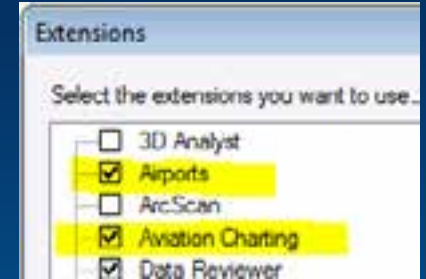 Extensions
Select the extensions you want to use..
3D Analyst
Airports
ArcScan
Aviation Charting
Data Reviewer